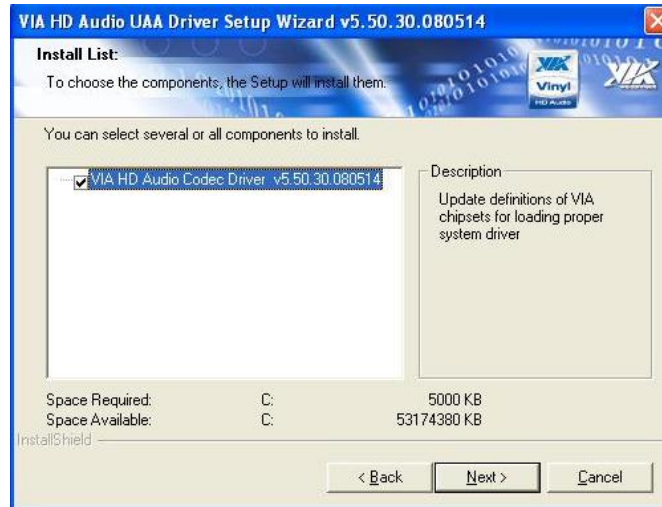 VIA HD Audio UAA Driver Setup Wizard v5.50.30.080514
Install List:
To choose the components, the Setup will install them.
VIA
Vinyl
HD Audio
VIA
You can select several or all components to install.
VIA HD Audio Codec Driver v5.50.30.080514
Description
Update definitions of VIA
chipsets for loading proper
system driver
Space Required: C: 5000 KB
Space Available: C: 53174380 KB
InstallShield
< Back Next > Cancel